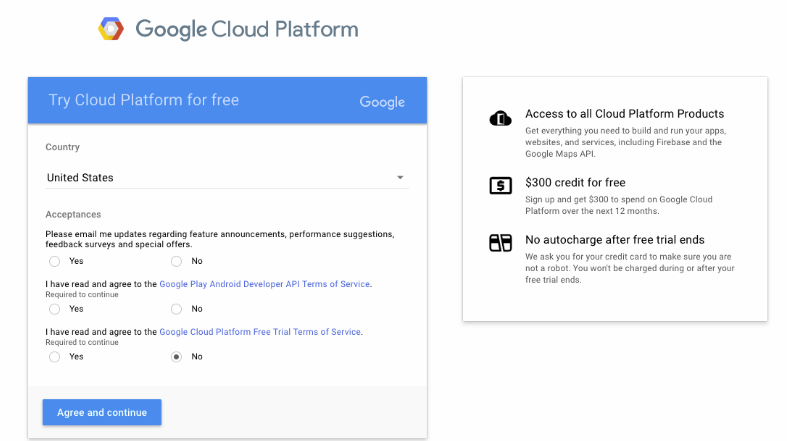 Google Cloud Platform
Try Cloud Platform for free
Google
Country
United States
Acceptances
Please email me updates regarding feature announcements, performance suggestions,
feedback surveys and special offers.
Yes No
I have read and agree to the Google Play Android Developer API Terms of Service.
Required to continue
Yes No
I have read and agree to the Google Cloud Platform Free Trial Terms of Service.
Required to continue
Yes No
Agree and continue
Access to all Cloud Platform Products
Get everything you need to build and run your apps,
websites, and services, including Firebase and the
Google Maps API.
$300 credit for free
Sign up and get $300 to spend on Google Cloud
Platform over the next 12 months.
No autocharge after free trial ends
We ask you for your credit card to make sure you are
not a robot. You won't be charged during or after your
free trial ends.